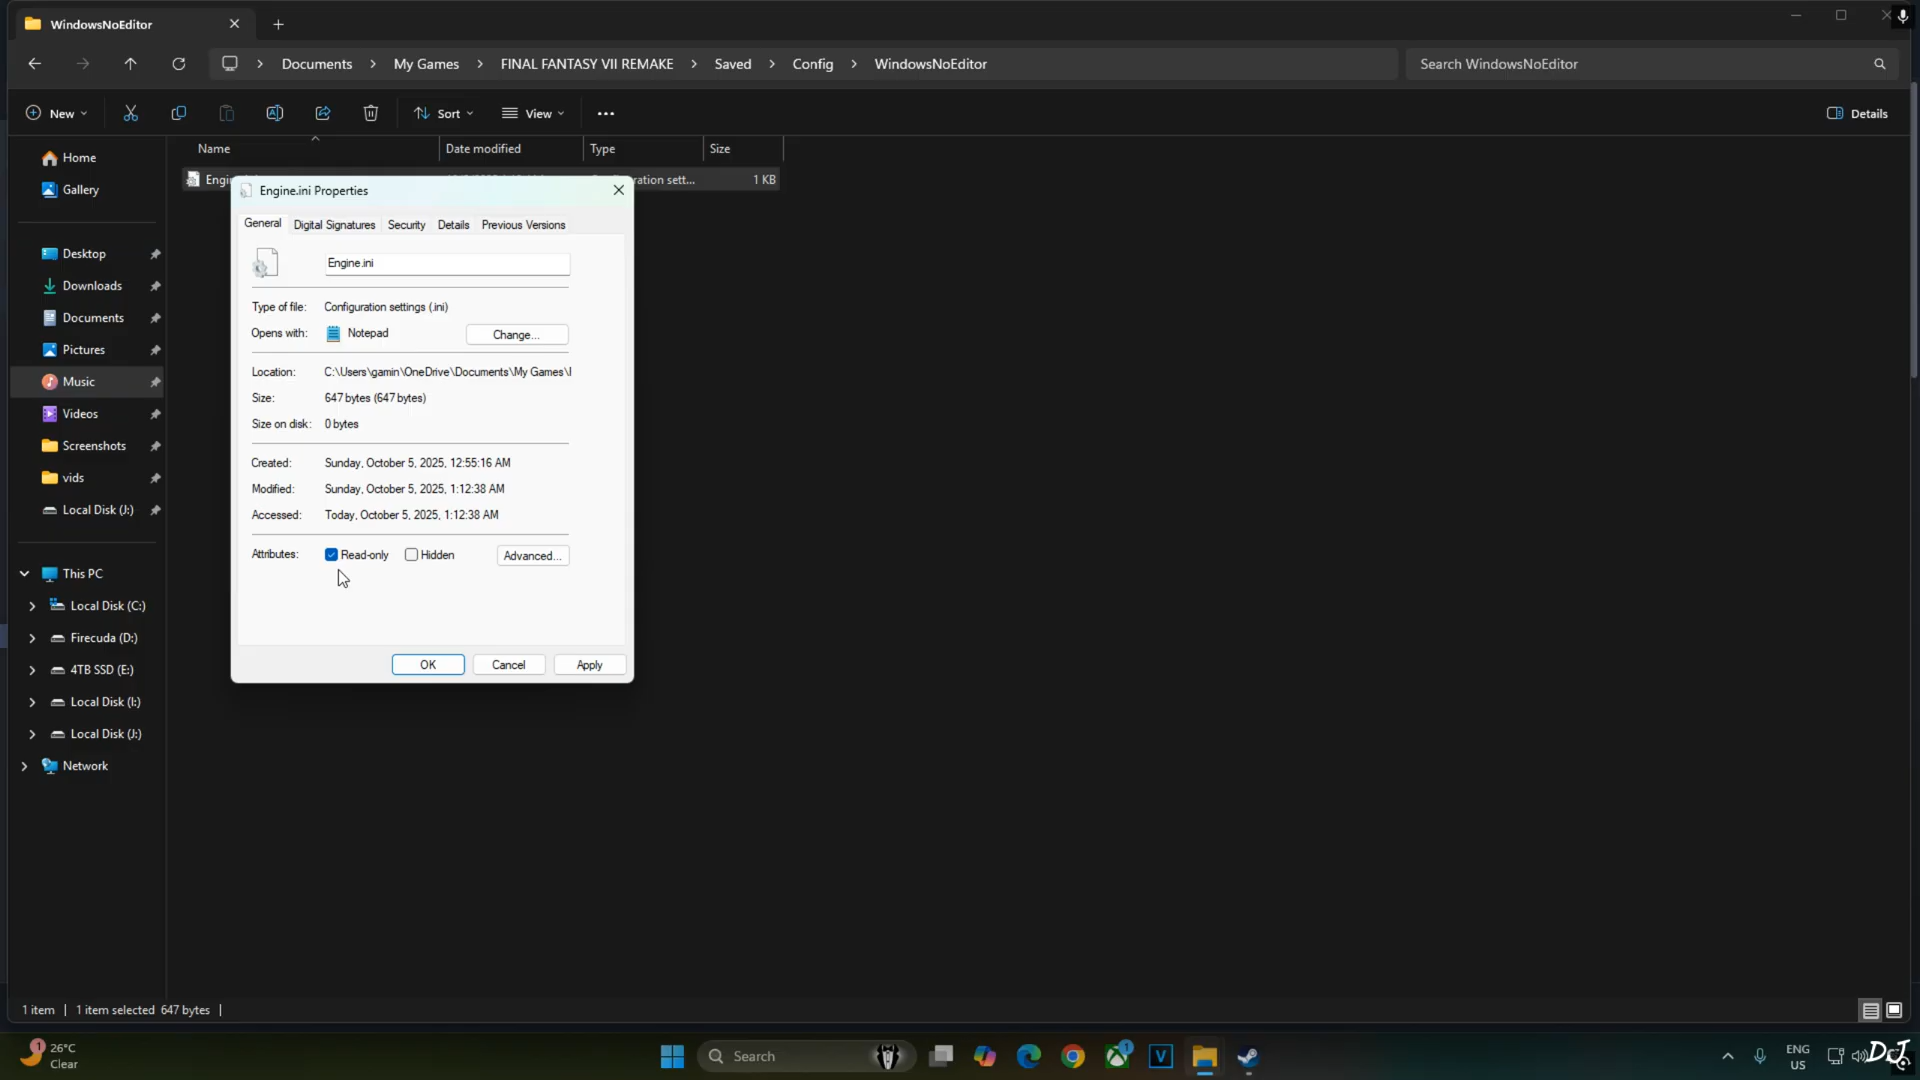 WindowsNoEditor
Documents > My Games > FINAL FANTASY VII REMAKE > Saved > Config > WindowsNoEditor
Search WindowsNoEditor
New
Sort
View
Details
Name
Date modified
Type
Size
ration sett...
1 KB
Home
Gallery
Desktop
Downloads
Documents
Pictures
Music
Videos
Screenshots
vids
Local Disk (J:)
This PC
Local Disk (C:)
Firecuda (D:)
4TB SSD (E:)
Local Disk (I:)
Local Disk (J:)
Network
Engine.ini Properties
General Digital Signatures Security Details Previous Versions
Engine.ini
Type of file: Configuration settings (.ini)
Opens with: Notepad Change...
Location: C:\Users\gamin\OneDrive\Documents\My Games\
Size: 647 bytes (647 bytes)
Size on disk: 0 bytes
Created: Sunday, October 5, 2025, 12:55:16 AM
Modified: Sunday, October 5, 2025, 1:12:38 AM
Accessed: Today, October 5, 2025, 1:12:38 AM
Attributes: Read-only Hidden Advanced...
OK Cancel Apply
1 item | 1 item selected 647 bytes |
1
26°C
Clear
Search
1
V
ENG
US